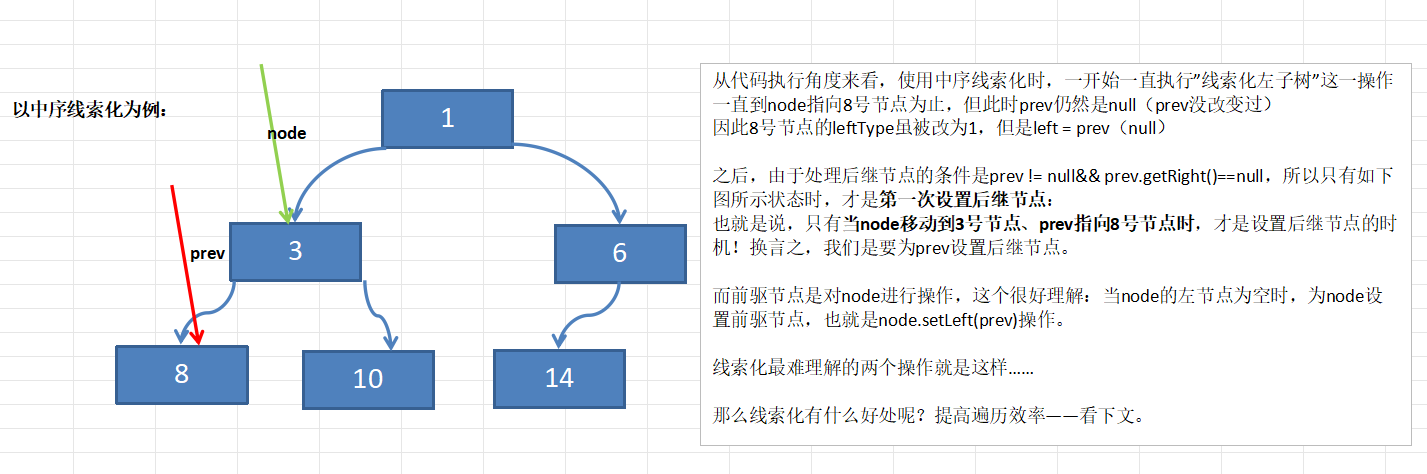 以中序线索化为例：
node
1
prev
3
6
8
10
14
从代码执行角度来看，使用中序线索化时，一开始一直执行”线索化左子树”这一操作
一直到node指向8号节点为止，但此时prev仍然是null（prev没改变过）
因此8号节点的leftType虽被改为1，但是left = prev（null）
之后，由于处理后继节点的条件是prev != null&& prev.getRight()==null，所以只有如下
图所示状态时，才是第一次设置后继节点：
也就是说，只有当node移动到3号节点、prev指向8号节点时，才是设置后继节点的时
机！换言之，我们是要为prev设置后继节点。
而前驱节点是对node进行操作，这个很好理解：当node的左节点为空时，为node设
置前驱节点，也就是node.setLeft(prev)操作。
线索化最难理解的两个操作就是这样......
那么线索化有什么好处呢？提高遍历效率——看下文。